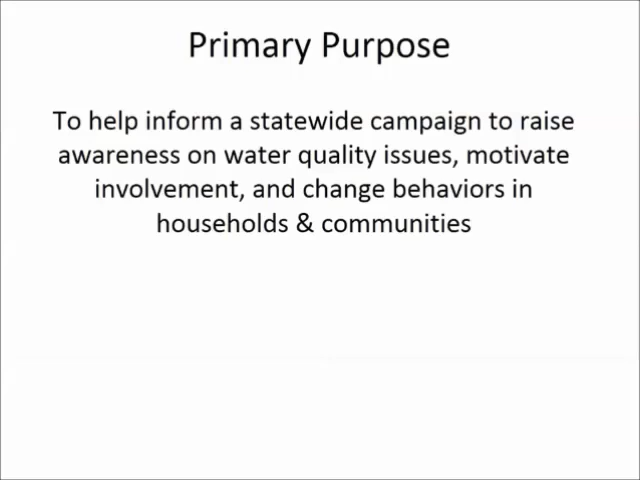 Primary Purpose
To help inform a statewide campaign to raise
awareness on water quality issues, motivate
involvement, and change behaviors in
households & communities